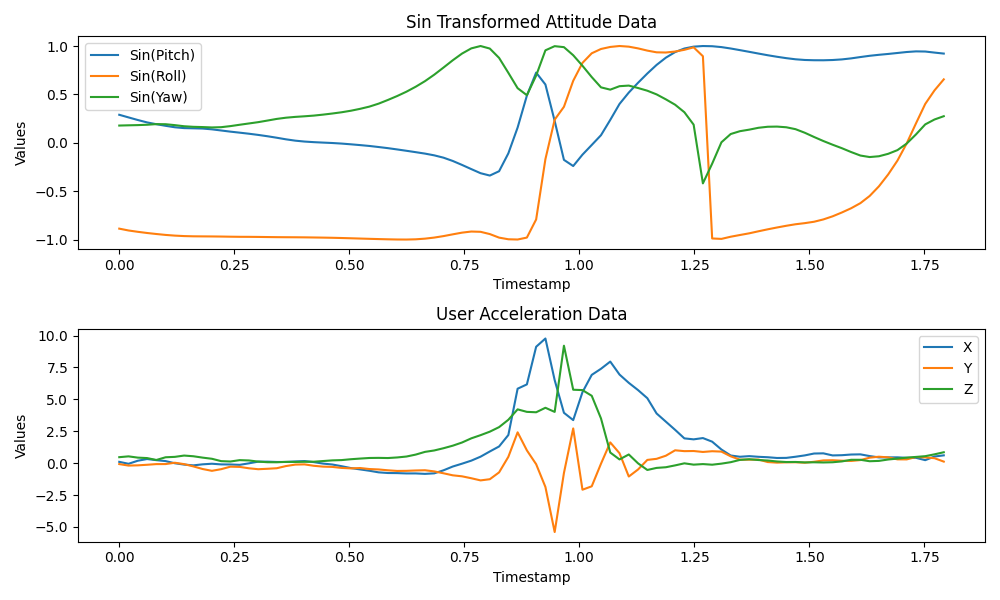 Sin Transformed Attitude Data
1.0
0.5
0.0
−0.5
−1.0
Values
Sin(Pitch)
Sin(Roll)
Sin(Yaw)
0.00 0.25 0.50 0.75 1.00 1.25 1.50 1.75
Timestamp
User Acceleration Data
10.0
7.5
5.0
2.5
0.0
−2.5
−5.0
Values
X
Y
Z
0.00 0.25 0.50 0.75 1.00 1.25 1.50 1.75
Timestamp